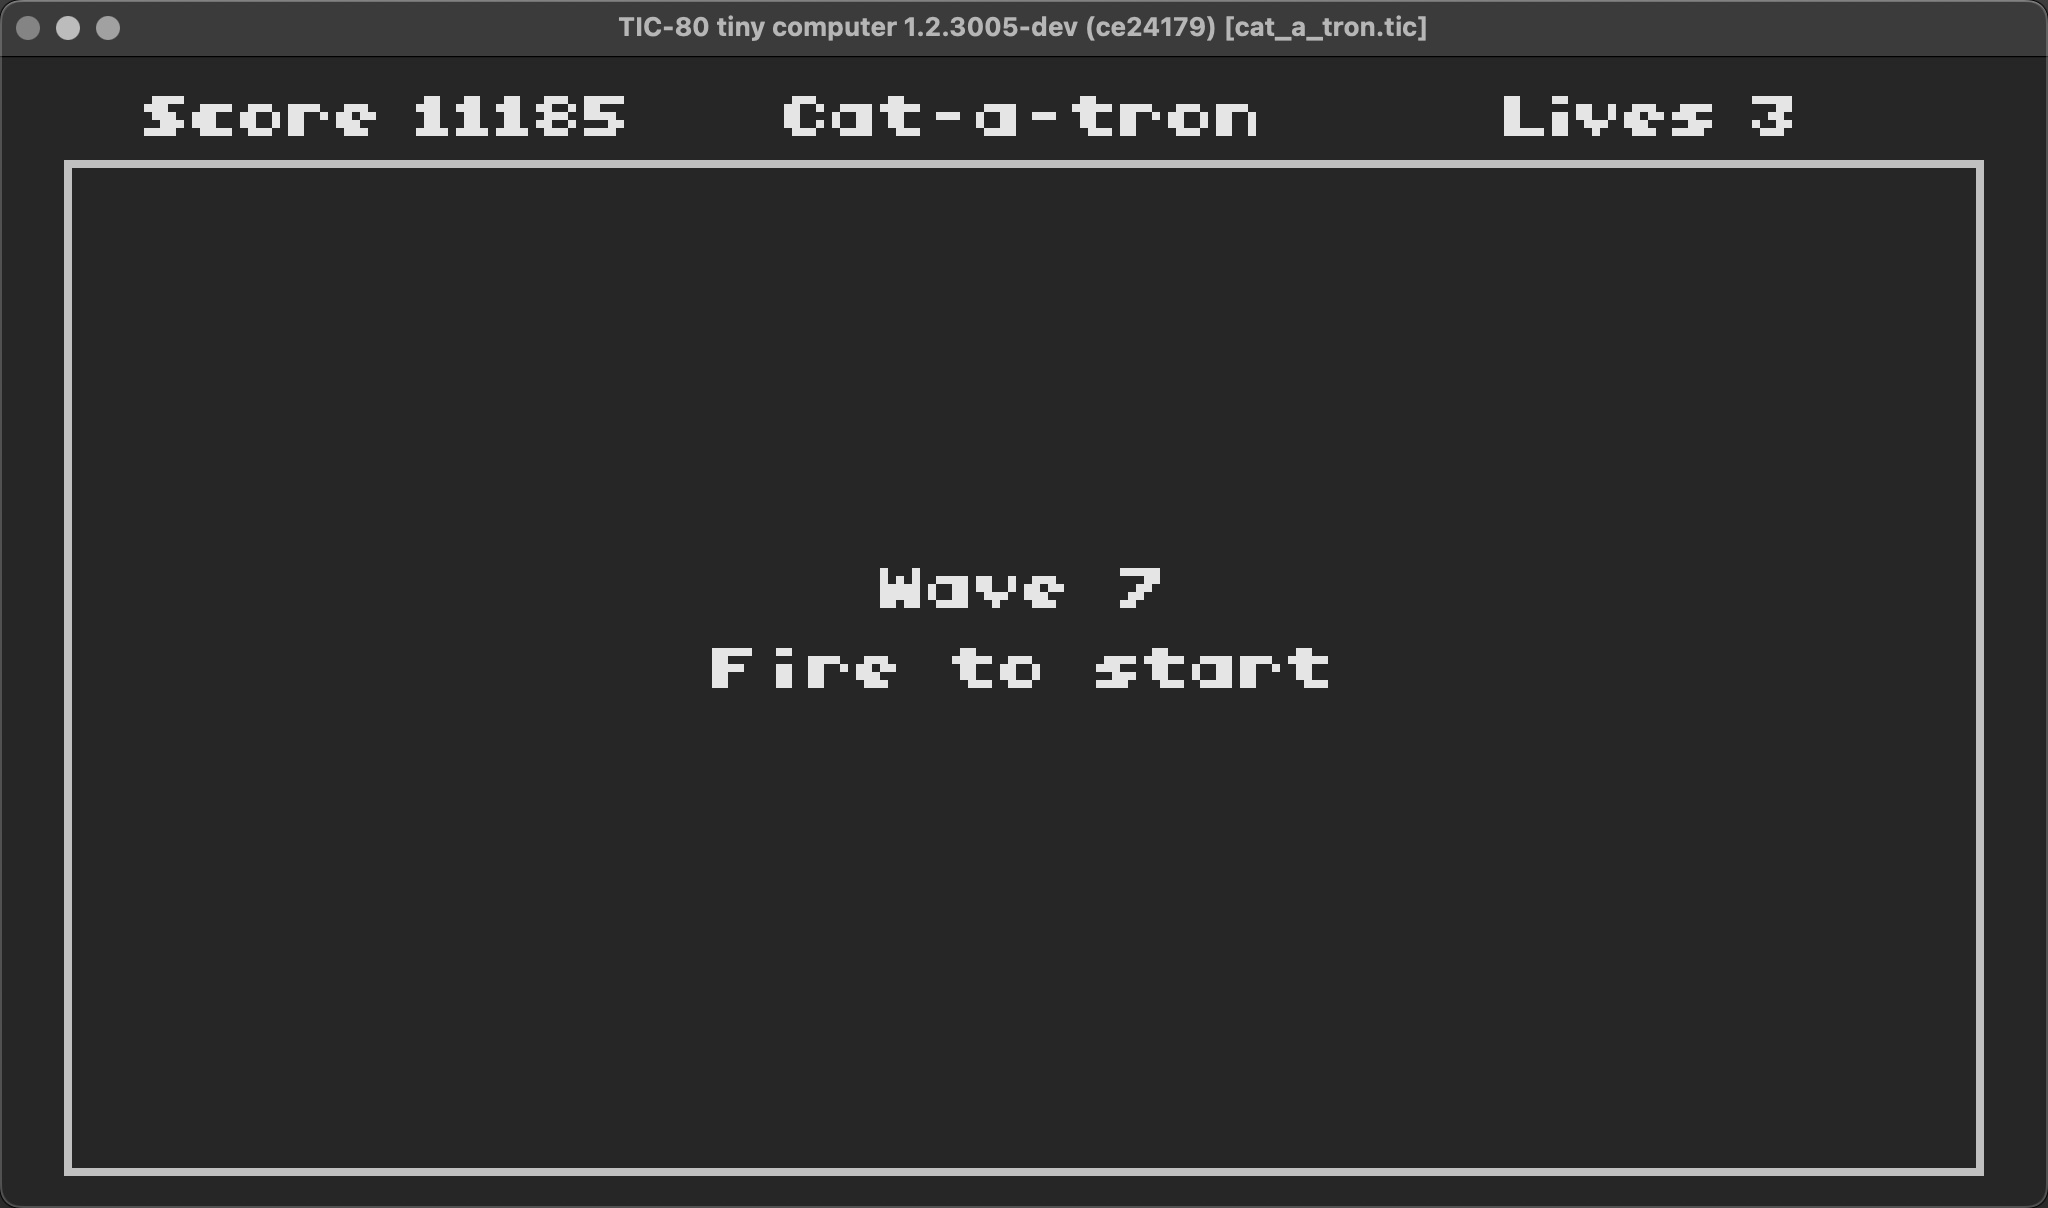 TIC-80 tiny computer 1.2.3005-dev (ce24179) [cat_a_tron.tic]
Score 11185 Cat-a-tron Lives 3
Wave 7
Fire to start